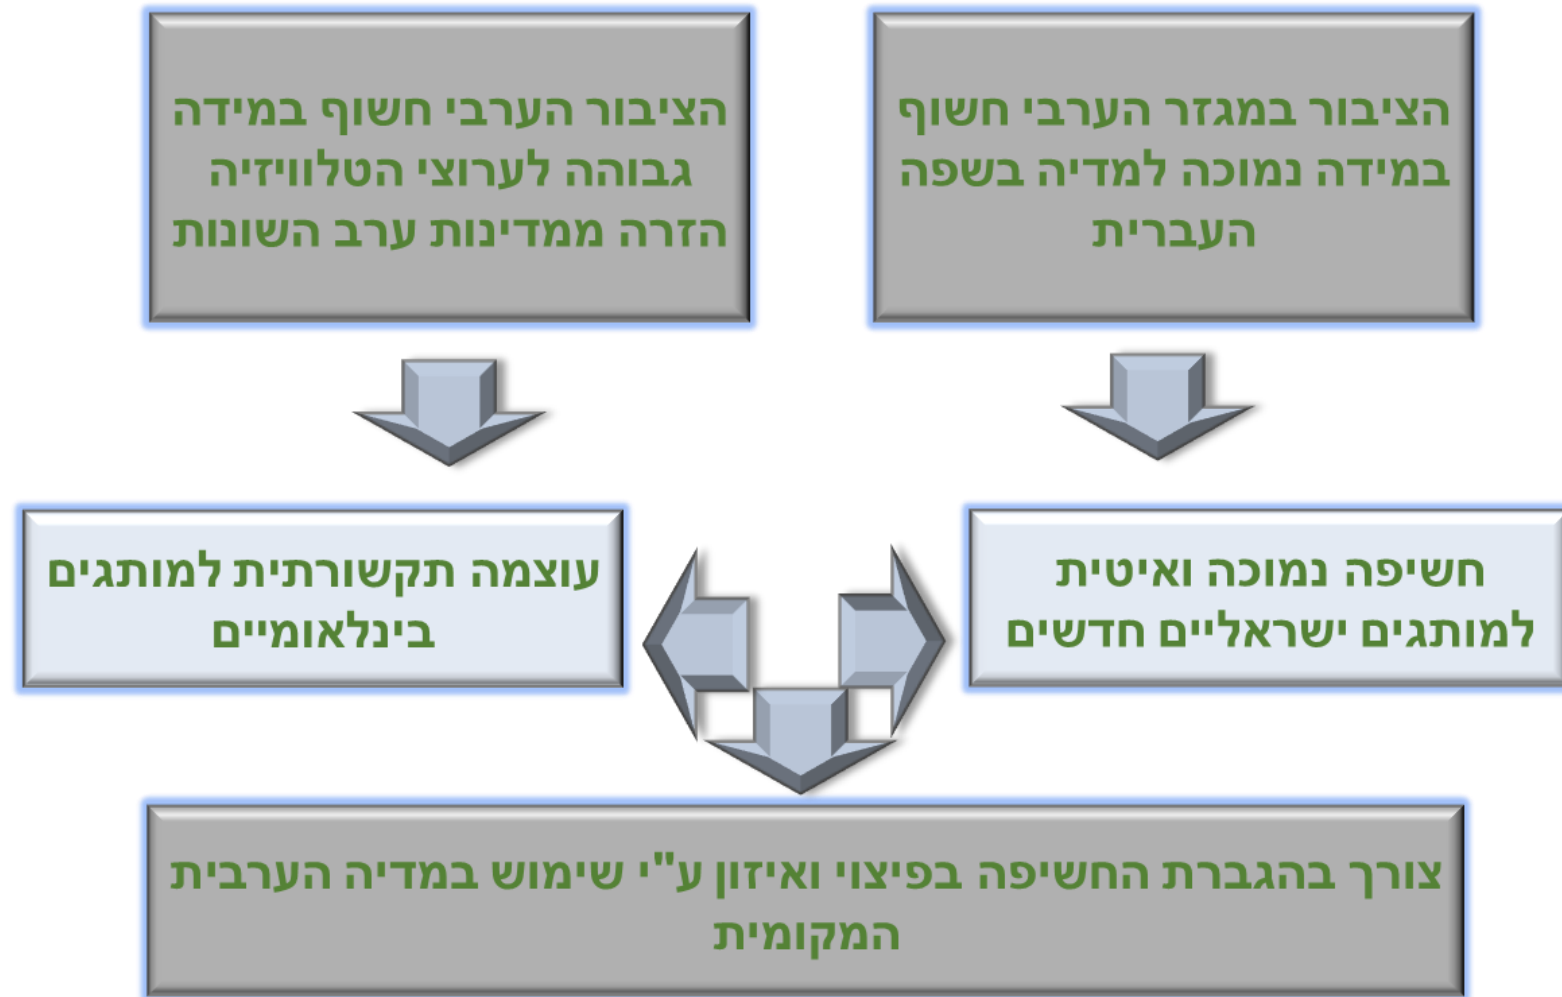 הציבור במגזר הערבי חשוף
במידה נמוכה למדיה בשפה
העברית
הציבור הערבי חשוף במידה
גבוהה לערוצי הטלוויזיה
הזרה ממדינות ערב השונות
חשיפה נמוכה ואיטית
למותגים ישראליים חדשים
עוצמה תקשורתית למותגים
בינלאומיים
צורך בהגברת החשיפה בפיצוי ואיזון ע"י שימוש במדיה הערבית
המקומית